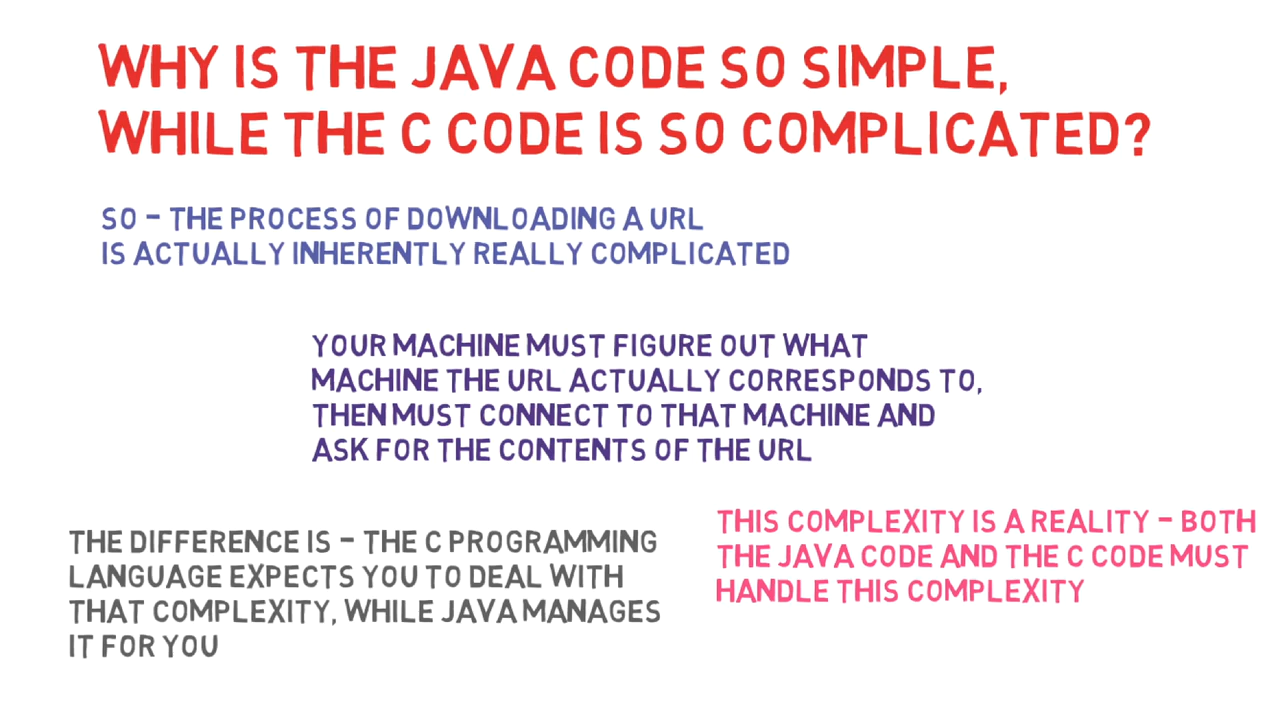 WHY IS THE JAVA CODE SO SIMPLE,
WHILE THE C CODE IS SO COMPLICATED?
SO - THE PROCESS OF DOWNLOADING A URL
IS ACTUALLY INHERENTLY REALLY COMPLICATED
YOUR MACHINE MUST FIGURE OUT WHAT
MACHINE THE URL ACTUALLY CORRESPONDS TO,
THEN MUST CONNECT TO THAT MACHINE AND
ASK FOR THE CONTENTS OF THE URL
THIS COMPLEXITY IS A REALITY - BOTH
THE JAVA CODE AND THE C CODE MUST
HANDLE THIS COMPLEXITY
THE DIFFERENCE IS - THE C PROGRAMMING
LANGUAGE EXPECTS YOU TO DEAL WITH
THAT COMPLEXITY, WHILE JAVA MANAGES
IT FOR YOU